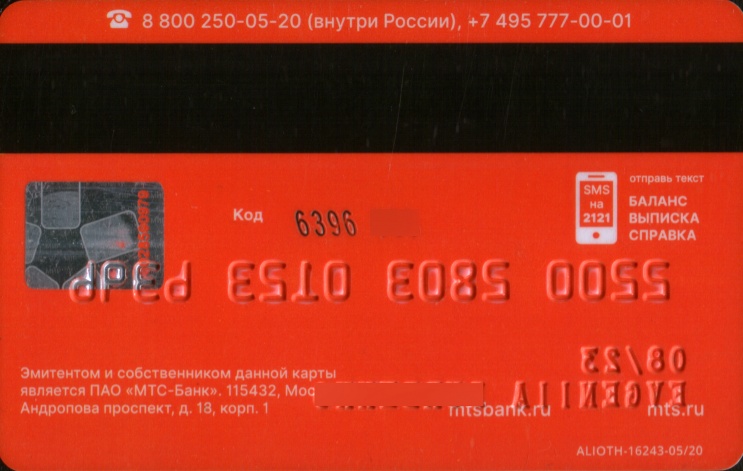 8 800 250-05-20 (внутри России), +7 495 777-00-01
отправь текст
SMS на 2121
БАЛАНС
ВЫПИСКА
СПРАВКА
Код 6396
Эмитентом и собственником данной карты
является ПАО «МТС-Банк». 115432,
Андропова проспект, д. 18, корп. 1
mtsbank.ru mts.ru
ALIOTH-16243-05/20